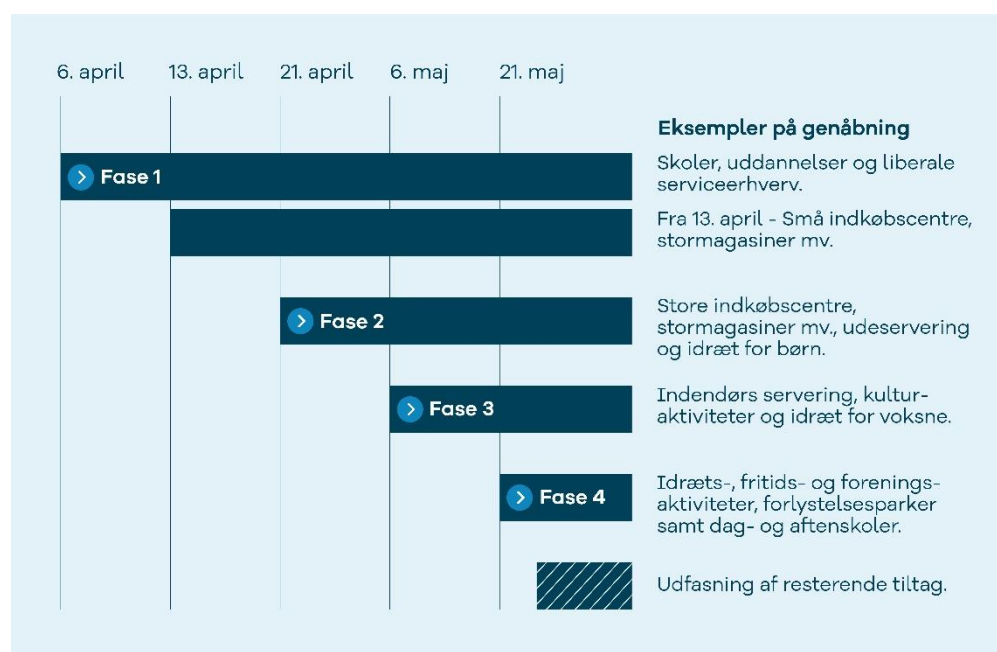 6. april 13. april 21. april 6. maj 21. maj
Eksempler på genåbning
Fase 1
Skoler, uddannelser og liberale
serviceerhverv.
Fra 13. april - Små indkøbscentre,
stormagasiner mv.
Fase 2
Store indkøbscentre,
stormagasiner mv., udeservering
og idræt for børn.
Fase 3
Indendørs servering, kultur-
aktiviteter og idræt for voksne.
Fase 4
Idræts-, fritids- og forenings-
aktiviteter, forlystelsesparker
samt dag- og aftenskoler.
Udfasning af resterende tiltag.